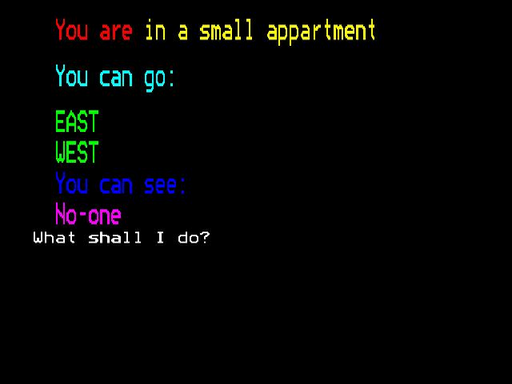 You are in a small appartment
You can go:
EAST
WEST
You can see:
No-one
What shall I do?